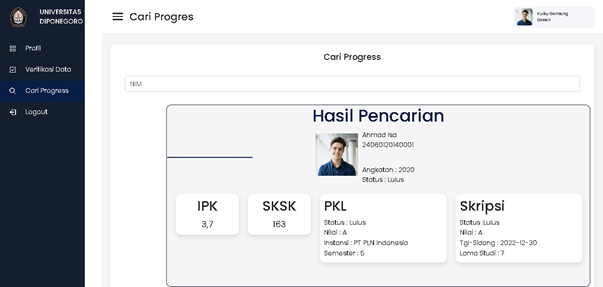 UNIVERSITAS
DIPONEGORO
Cari Progres
Kulky Ganteng
Dosen
Profil
Verifikasi Data
Cari Progress
Logout
Cari Progress
NIM
Hasil Pencarian
Ahmad Isa
24060120140001
Angkatan : 2020
Status : Lulus
IPK
3,7
SKSK
163
PKL
Status : Lulus
Nilai : A
Instansi : PT PLN Indonesia
Semester : 5
Skripsi
Status :Lulus
Nilai : A
Tgl-Sidang : 2022-12-30
Lama Studi : 7